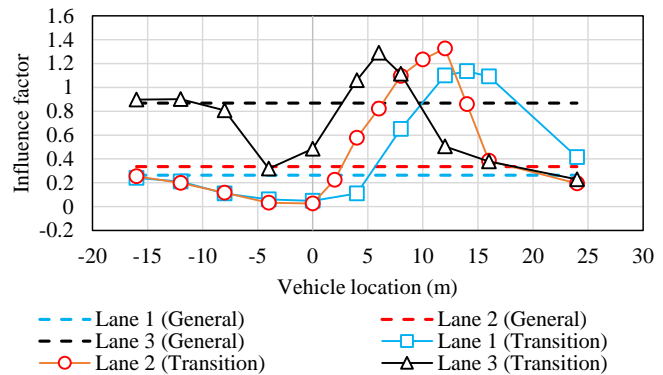 1.6
1.4
1.2
1
0.8
0.6
0.4
0.2
0
-0.2
Influence factor
-20 -15 -10 -5 0 5 10 15 20 25 30
Vehicle location (m)
Lane 1 (General) Lane 2 (General)
Lane 3 (General) Lane 1 (Transition)
Lane 2 (Transition) Lane 3 (Transition)